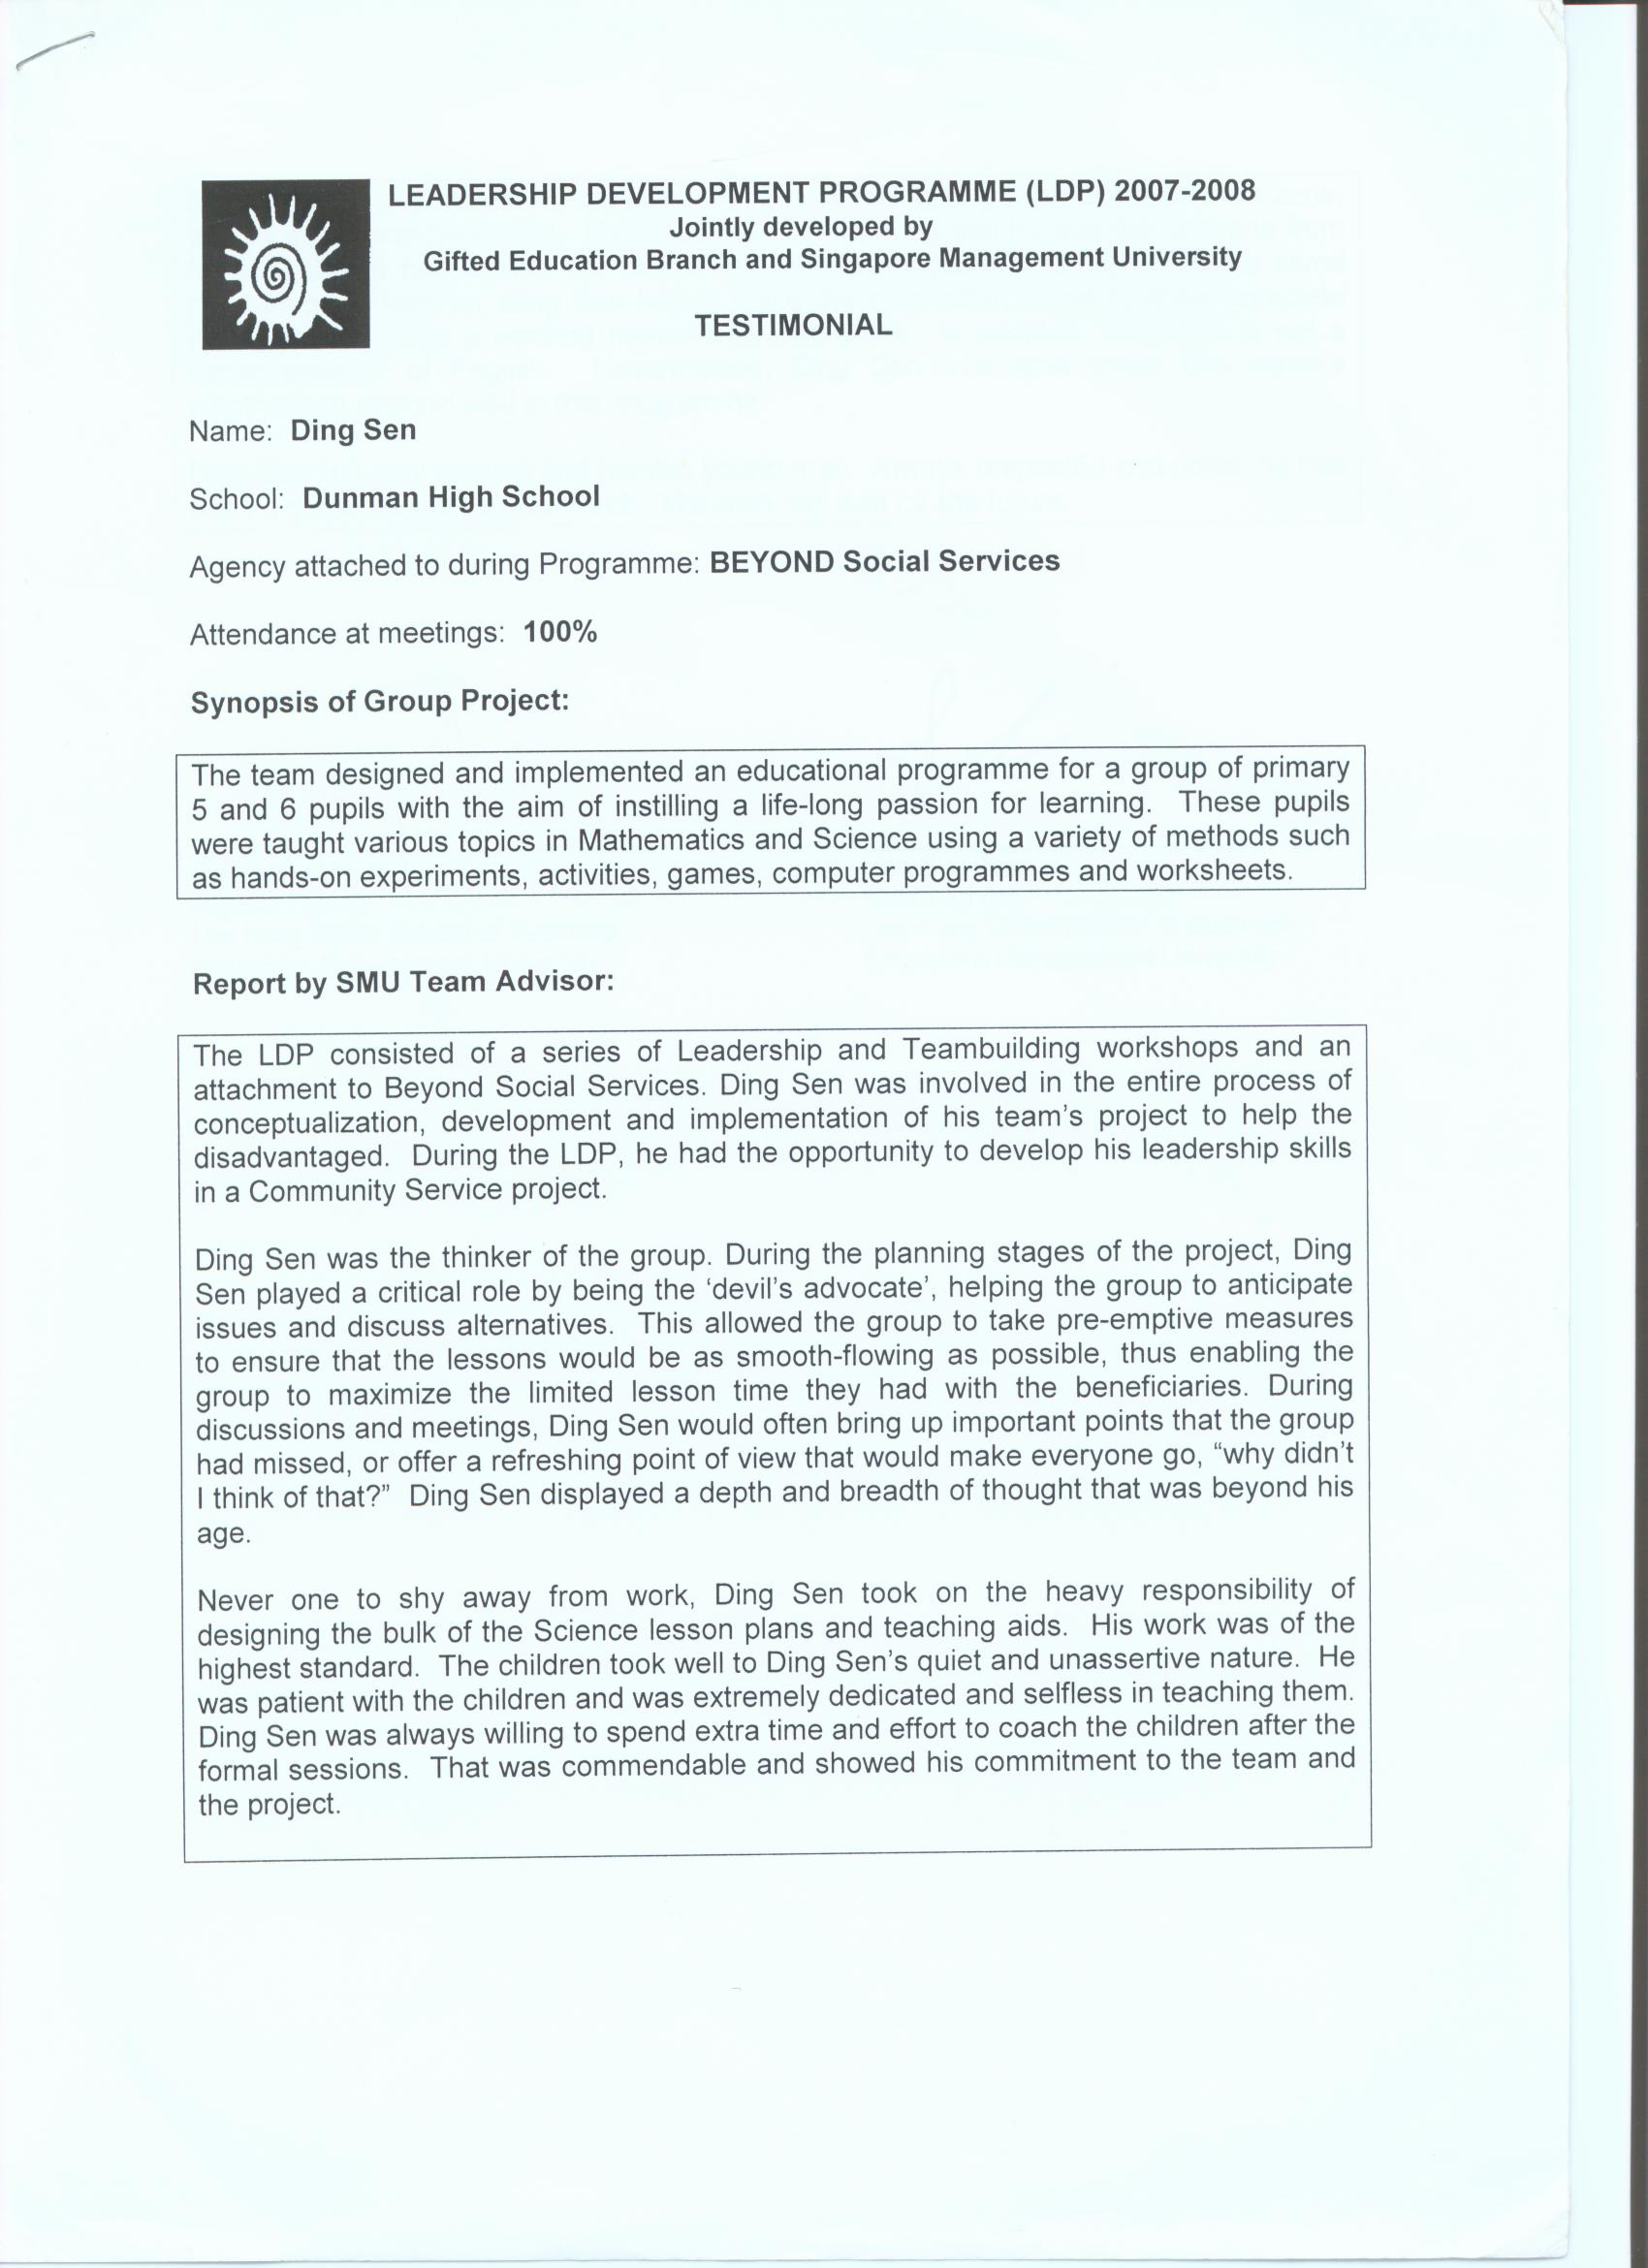 LEADERSHIP DEVELOPMENT PROGRAMME (LDP) 2007-2008
Jointly developed by
Gifted Education Branch and Singapore Management University
TESTIMONIAL
Name: Ding Sen
School: Dunman High School
Agency attached to during Programme: BEYOND Social Services
Attendance at meetings: 100%
Synopsis of Group Project:
The team designed and implemented an educational programme for a group of primary
5 and 6 pupils with the aim of instilling a life-long passion for learning. These pupils
were taught various topics in Mathematics and Science using a variety of methods such
as hands-on experiments, activities, games, computer programmes and worksheets.
Report by SMU Team Advisor:
The LDP consisted of a series of Leadership and Teambuilding workshops and an
attachment to Beyond Social Services. Ding Sen was involved in the entire process of
conceptualization, development and implementation of his team's project to help the
disadvantaged. During the LDP, he had the opportunity to develop his leadership skills
in a Community Service project.
Ding Sen was the thinker of the group. During the planning stages of the project, Ding
Sen played a critical role by being the ‘devil's advocate’, helping the group to anticipate
issues and discuss alternatives. This allowed the group to take pre-emptive measures
to ensure that the lessons would be as smooth-flowing as possible, thus enabling the
group to maximize the limited lesson time they had with the beneficiaries. During
discussions and meetings, Ding Sen would often bring up important points that the group
had missed, or offer a refreshing point of view that would make everyone go, “why didn't
I think of that?” Ding Sen displayed a depth and breadth of thought that was beyond his
age.
Never one to shy away from work, Ding Sen took on the heavy responsibility of
designing the bulk of the Science lesson plans and teaching aids. His work was of the
highest standard. The children took well to Ding Sen's quiet and unassertive nature. He
was patient with the children and was extremely dedicated and selfless in teaching them.
Ding Sen was always willing to spend extra time and effort to coach the children after the
formal sessions. That was commendable and showed his commitment to the team and
the project.